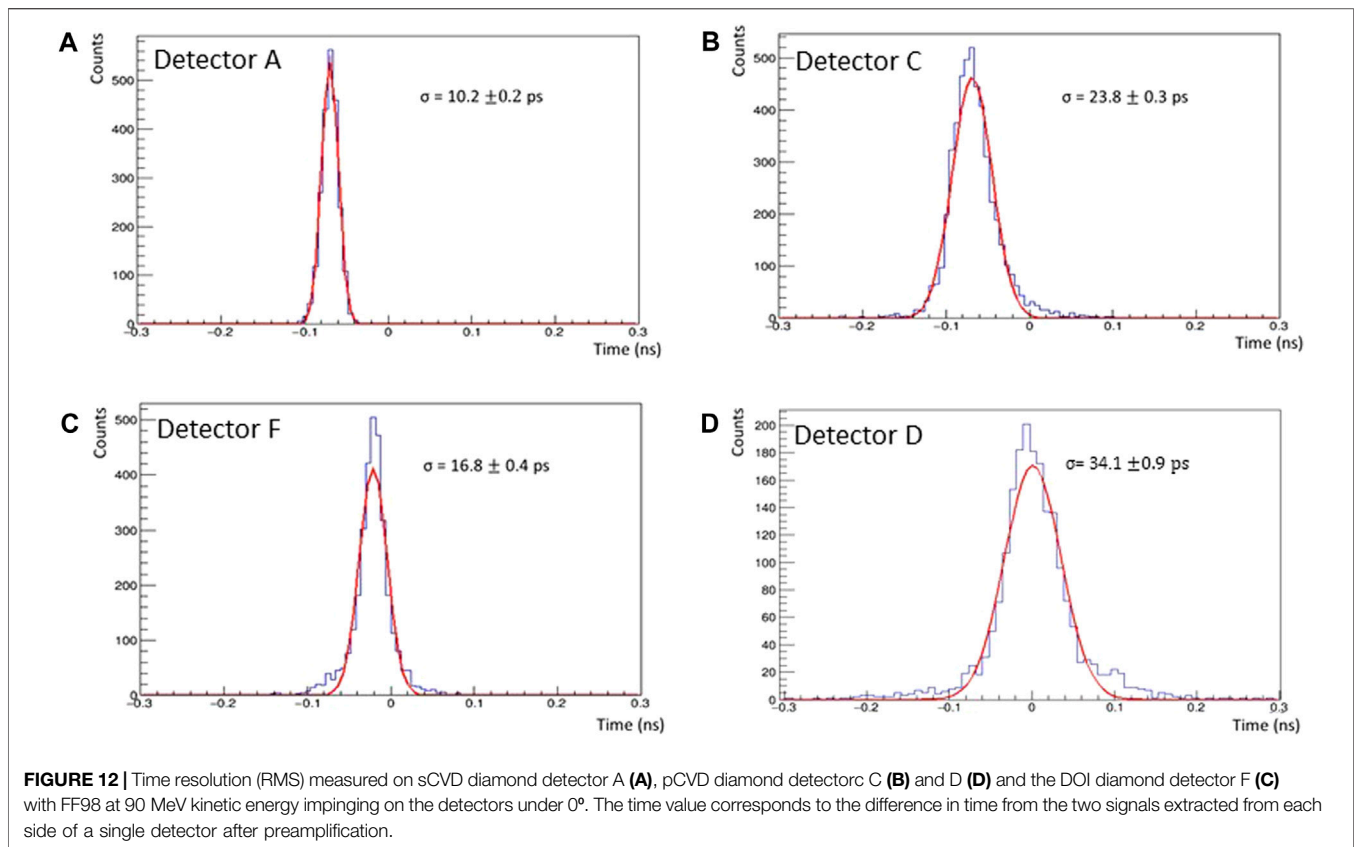 A
Counts
Detector A
σ = 10.2 ±0.2 ps
500
400
300
200
100
0
−0.3 −0.2 −0.1 0 0.1 0.2 0.3
Time (ns)
B
Counts
Detector C
σ = 23.8 ± 0.3 ps
500
400
300
200
100
0
−0.3 −0.2 −0.1 0 0.1 0.2 0.3
Time (ns)
C
Counts
Detector F
σ = 16.8 ± 0.4 ps
500
400
300
200
100
0
−0.3 −0.2 −0.1 0 0.1 0.2 0.3
Time (ns)
D
Counts
Detector D
σ= 34.1 ±0.9 ps
200
180
160
140
120
100
80
60
40
20
0
−0.3 −0.2 −0.1 0 0.1 0.2 0.3
Time (ns)
FIGURE 12 | Time resolution (RMS) measured on sCVD diamond detector A (A), pCVD diamond detectorc C (B) and D (D) and the DOI diamond detector F (C)
with FF98 at 90 MeV kinetic energy impinging on the detectors under 0º. The time value corresponds to the difference in time from the two signals extracted from each
side of a single detector after preamplification.